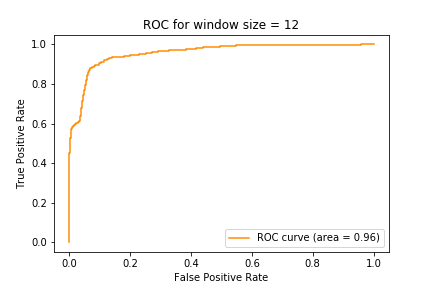 ROC for window size = 12
True Positive Rate
1.0
0.8
0.6
0.4
0.2
0.0
ROC curve (area = 0.96)
0.0 0.2 0.4 0.6 0.8 1.0
False Positive Rate